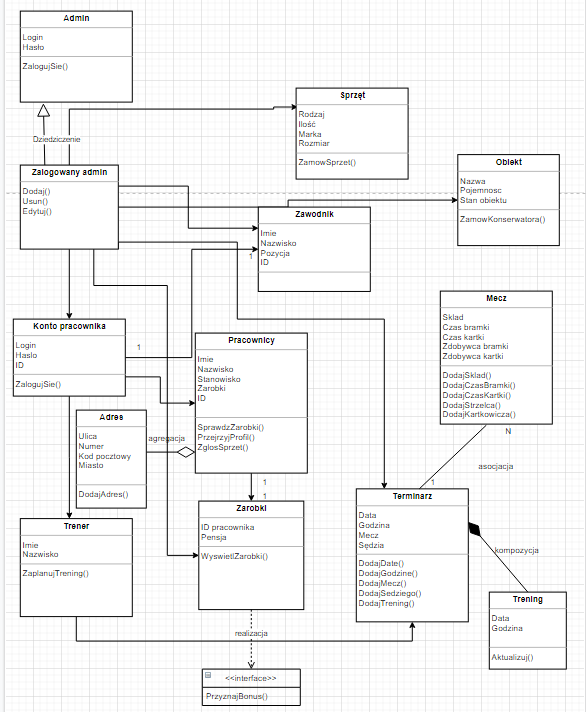 Admin
Login
Hasło
ZalogujSie()
Dziedziczenie
Sprzęt
Rodzaj
Ilość
Marka
Rozmiar
ZamowSprzet()
Zalogowany admin
Dodaj()
Usun()
Edytuj()
Obiekt
Nazwa
Pojemnosc
Stan obiektu
ZamowKonserwatora()
Zawodnik
Imie
Nazwisko
Pozycja
ID
1
1
Konto pracownika
Login
Haslo
ID
ZalogujSie()
Pracownicy
Imie
Nazwisko
Stanowisko
Zarobki
ID
SprawdzZarobki()
PrzejrzyjProfil()
ZglosSprzet()
Mecz
Sklad
Czas bramki
Czas kartki
Zdobywca bramki
Zdobywca kartki
DodajSklad()
DodajCzasBramki()
DodajCzasKartki()
DodajStrzelca()
DodajKartkowicza()
Adres
Ulica
Numer
Kod pocztowy
Miasto
DodajAdres()
agregacja
N
asocjacja
1
1
1
Trener
Imie
Nazwisko
ZaplanujTrening()
Zarobki
ID pracownika
Pensja
WyswietlZarobki()
Terminarz
Data
Godzina
Mecz
Sędzia
DodajDate()
DodajGodzine()
DodajMecz()
DodajSedziego()
DodajTrening()
kompozycja
Trening
Data
Godzina
Aktualizuj()
realizacja
<<interface>>
PrzyznajBonus()